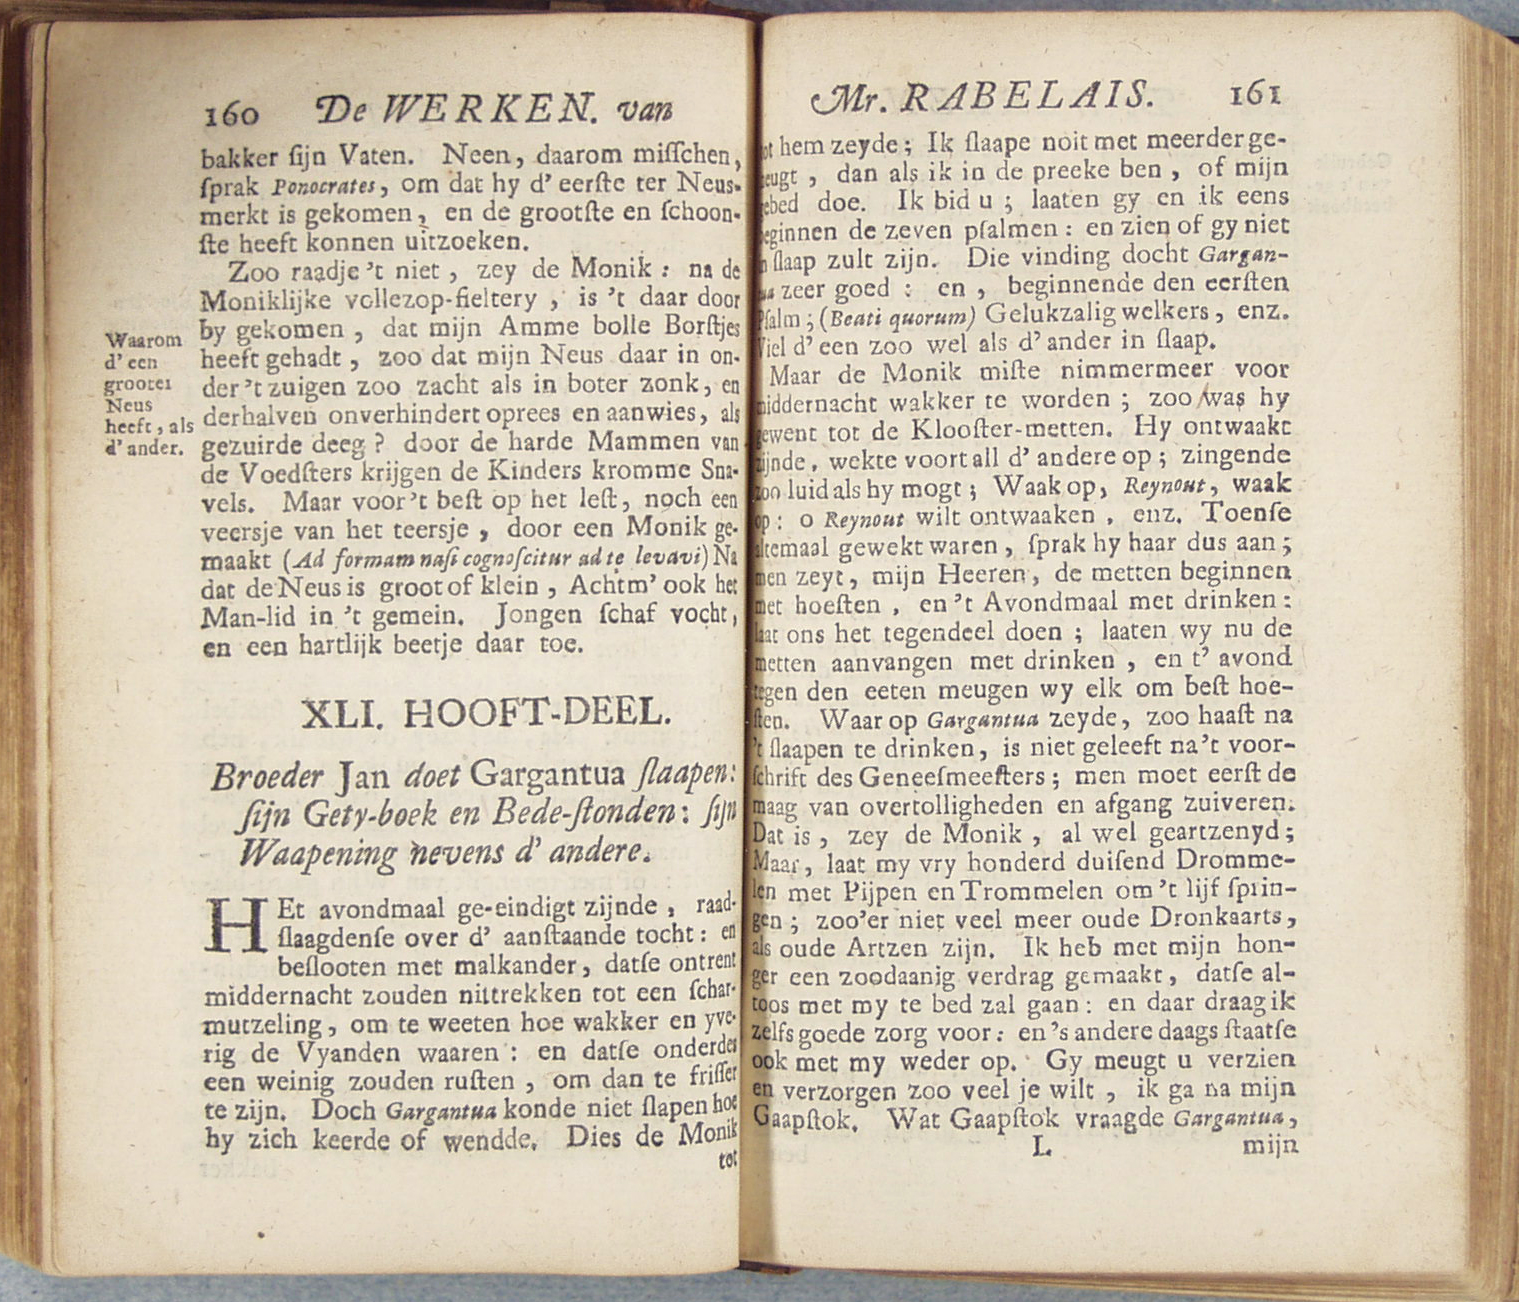 160 De WERKEN. van
bakker ſijn Vaten. Neen, daarom miſſchen,
ſprak Ponocrates, om dat hy d' eerſte ter Neus-
merkt is gekomen, en de grootſte en ſchoon-
ſte heeft konnen uitzoeken.
Zoo raadje 't niet, zey de Monik: na de
Moniklijke vollezop-ſieltery, is 't daar door
by gekomen, dat mijn Amme bolle Borſtjes
heeft gehadt, zoo dat mijn Neus daar in on-
der 't zuigen zoo zacht als in boter zonk, en
derhalven onverhindert oprees en aanwies, als
gezuirde deeg? door de harde Mammen van
de Voedſters krijgen de Kinders kromme Sna-
vels. Maar voor 't beſt op het leſt, noch een
veersje van het teersje, door een Monik ge-
maakt (Ad formam naſi cognoſcitur ad te levavi) Na
dat de Neus is groot of klein, Achtm' ook het
Man-lid in 't gemein. Jongen ſchaf vocht,
en een hartlijk beetje daar toe.
Waarom
d' een
grooter
Neus
heeft, als
d' ander.
XLI. HOOFT-DEEL.
Broeder Jan doet Gargantua ſlaapen:
ſijn Gety-boek en Bede-ſtonden: ſijn
Waapening nevens d' andere.
HEt avondmaal ge-eindigt zijnde, raad-
ſlaagdenſe over d' aanſtaande tocht: en
beſlooten met malkander, datſe ontrent
middernacht zouden uittrekken tot een ſchar-
mutzeling, om te weeten hoe wakker en yve-
rig de Vyanden waaren: en datſe onderdes
een weinig zouden ruſten, om dan te friſſer
te zijn. Doch Gargantua konde niet ſlapen hoe
hy zich keerde of wendde. Dies de Monik
tot
Mr. RABELAIS. 161
tot hem zeyde; Ik ſlaape noit met meerder ge-
neugt, dan als ik in de preeke ben, of mijn
gebed doe. Ik bid u; laaten gy en ik eens
beginnen de zeven pſalmen: en zien of gy niet
in ſlaap zult zijn. Die vinding docht Gargan-
tua zeer goed: en, beginnende den eerſten
Pſalm; (Beati quorum) Gelukzalig welkers, enz.
Viel d' een zoo wel als d' ander in ſlaap.
Maar de Monik miſte nimmermeer voor
middernacht wakker te worden; zoo was hy
gewent tot de Klooſter-metten. Hy ontwaakt
zijnde, wekte voort all d' andere op; zingende
zoo luid als hy mogt; Waak op, Reynout, waak
op: o Reynout wilt ontwaaken, enz. Toenſe
altemaal gewekt waren, ſprak hy haar dus aan;
men zeyt, mijn Heeren, de metten beginnen
met hoeſten, en 't Avondmaal met drinken:
laat ons het tegendeel doen; laaten wy nu de
metten aanvangen met drinken, en t' avond
tegen den eeten meugen wy elk om beſt hoe-
ſten. Waar op Gargantua zeyde, zoo haaſt na
't ſlaapen te drinken, is niet geleeft na 't voor-
ſchrift des Geneeſmeeſters; men moet eerſt de
maag van overtolligheden en afgang zuiveren.
Dat is, zey de Monik, al wel geartzenyd;
Maar, laat my vry honderd duiſend Dromme-
len met Pijpen en Trommelen om 't lijf ſprin-
gen; zoo'er niet veel meer oude Dronkaarts,
als oude Artzen zijn. Ik heb met mijn hon-
ger een zoodaanig verdrag gemaakt, datſe al-
toos met my te bed zal gaan: en daar draag ik
zelfs goede zorg voor: en 's andere daags ſtaatſe
ook met my weder op. Gy meugt u verzien
en verzorgen zoo veel je wilt, ik ga na mijn
Gaapſtok. Wat Gaapſtok vraagde Gargantua,
L mijn